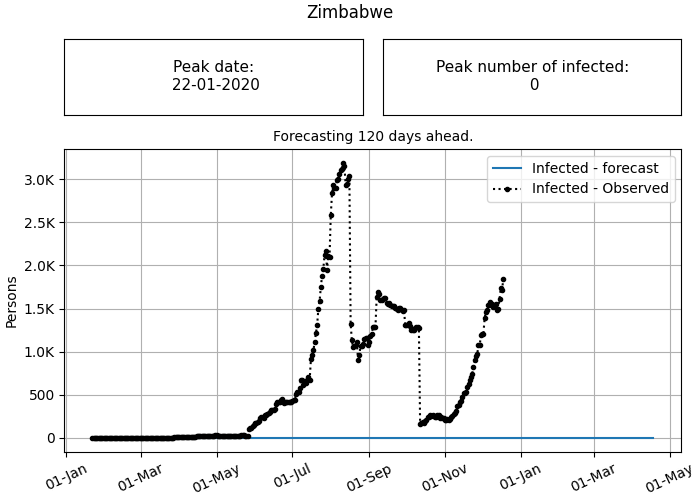 Zimbabwe
Peak date:
22-01-2020
Peak number of infected:
0
Forecasting 120 days ahead.
Infected - forecast
Infected - Observed
Persons
3.0K
2.5K
2.0K
1.5K
1.0K
500
0
01-Jan
01-Mar
01-May
01-Jul
01-Sep
01-Nov
01-Jan
01-Mar
01-May